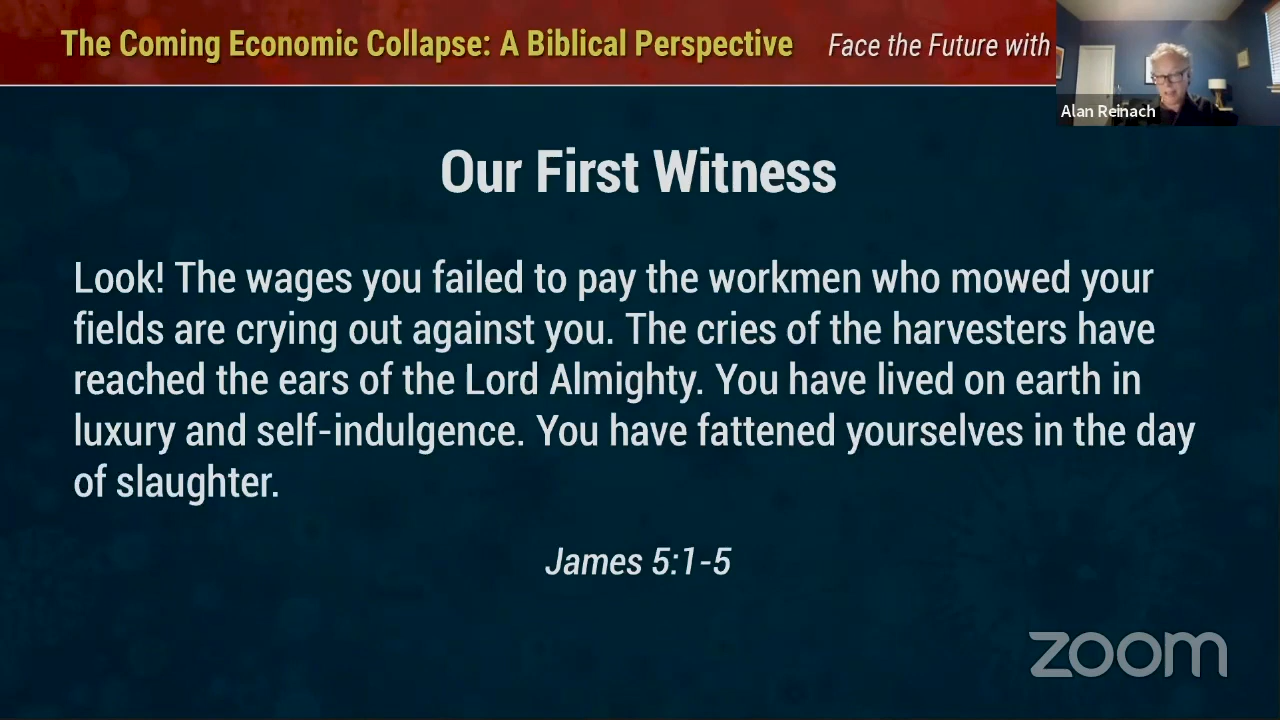 The Coming Economic Collapse: A Biblical Perspective Face the Future with
Alan Reinach
Our First Witness
Look! The wages you failed to pay the workmen who mowed your
fields are crying out against you. The cries of the harvesters have
reached the ears of the Lord Almighty. You have lived on earth in
luxury and self-indulgence. You have fattened yourselves in the day
of slaughter.
James 5:1-5
zoom